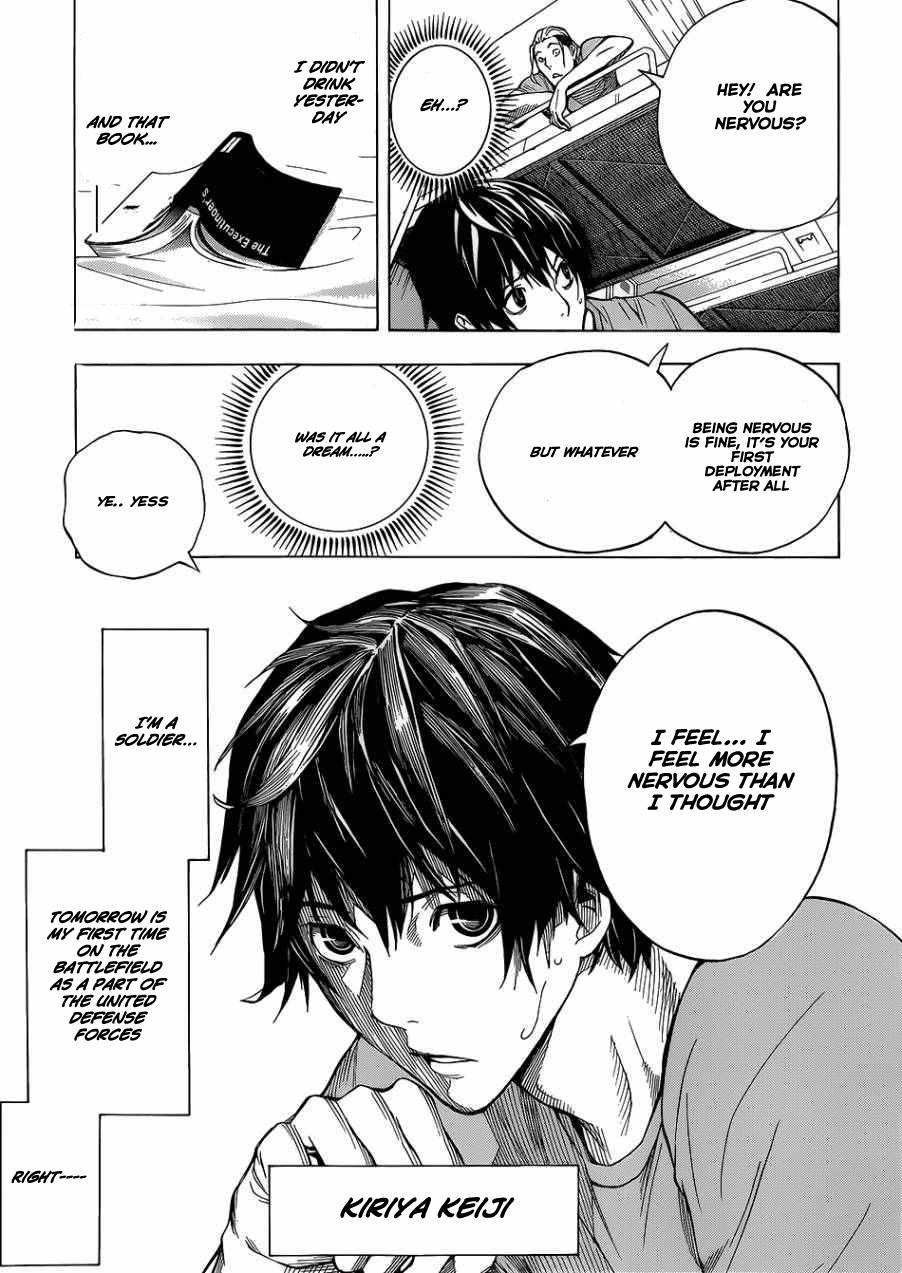 HEY! ARE
YOU
NERVOUS?
EH...?
I DIDN'T
DRINK
YESTER-
DAY
AND THAT
BOOK...
The Executinoer's
BEING NERVOUS
IS FINE, IT'S YOUR
FIRST
DEPLOYMENT
AFTER ALL
BUT WHATEVER
WAS IT ALL A
DREAM.....?
YE.. YESS
I FEEL... I
FEEL MORE
NERVOUS THAN
I THOUGHT
I'M A
SOLDIER...
TOMORROW IS
MY FIRST TIME
ON THE
BATTLEFIELD
AS A PART OF
THE UNITED
DEFENSE
FORCES
RIGHT----
KIRIYA KEIJI